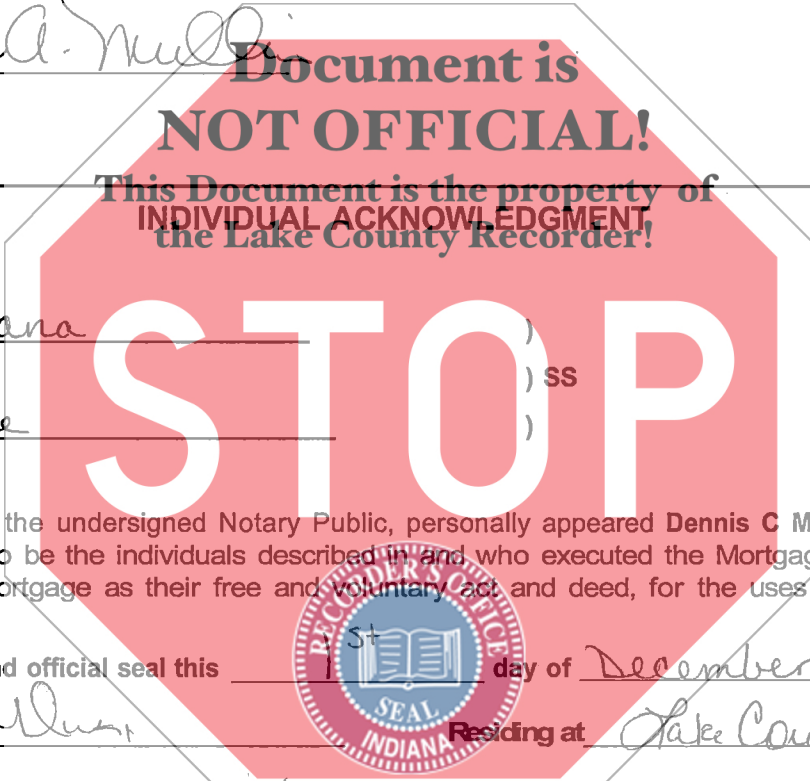 A. Mulli
Document is
NOT OFFICIAL!
This Document is the property of
INDIVIDUAL ACKNOWLEDGMENT
the Lake County Recorder!
ana )
STOP
) SS
e )
the undersigned Notary Public, personally appeared Dennis C M
o be the individuals described in and who executed the Mortgag
ortgage as their free and voluntary act and deed, for the uses
d official seal this 1st day of December
Residing at Lake Cou
RECORDER'S OFFICE
SEAL
INDIANA